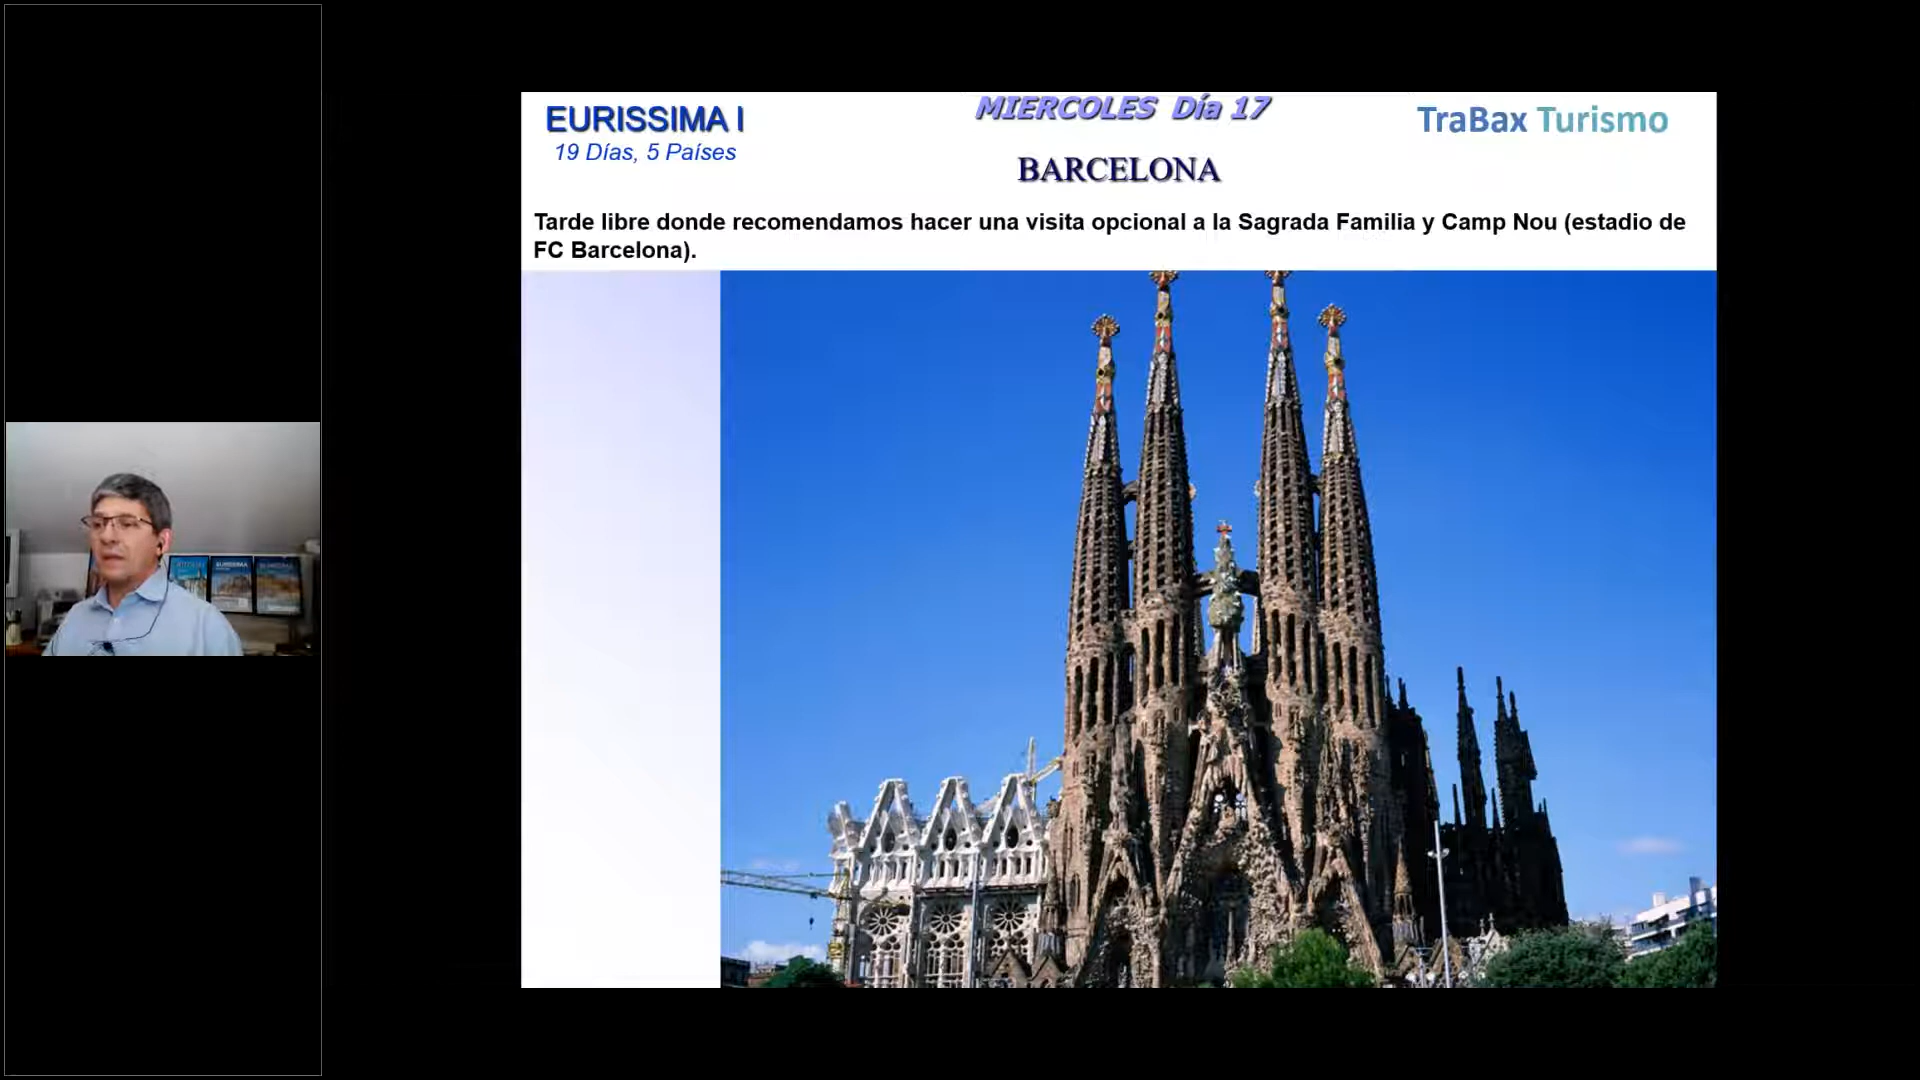 EURISSIMA I
19 Días, 5 Países
MIERCOLES Día 17
TraBax Turismo
BARCELONA
Tarde libre donde recomendamos hacer una visita opcional a la Sagrada Familia y Camp Nou (estadio de
FC Barcelona).
EURISSIMA